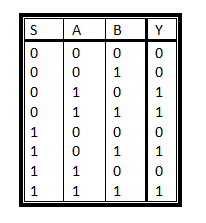 S A B Y
0 0 0 0
0 0 1 0
0 1 0 1
0 1 1 1
1 0 0 0
1 0 1 1
1 1 0 0
1 1 1 1